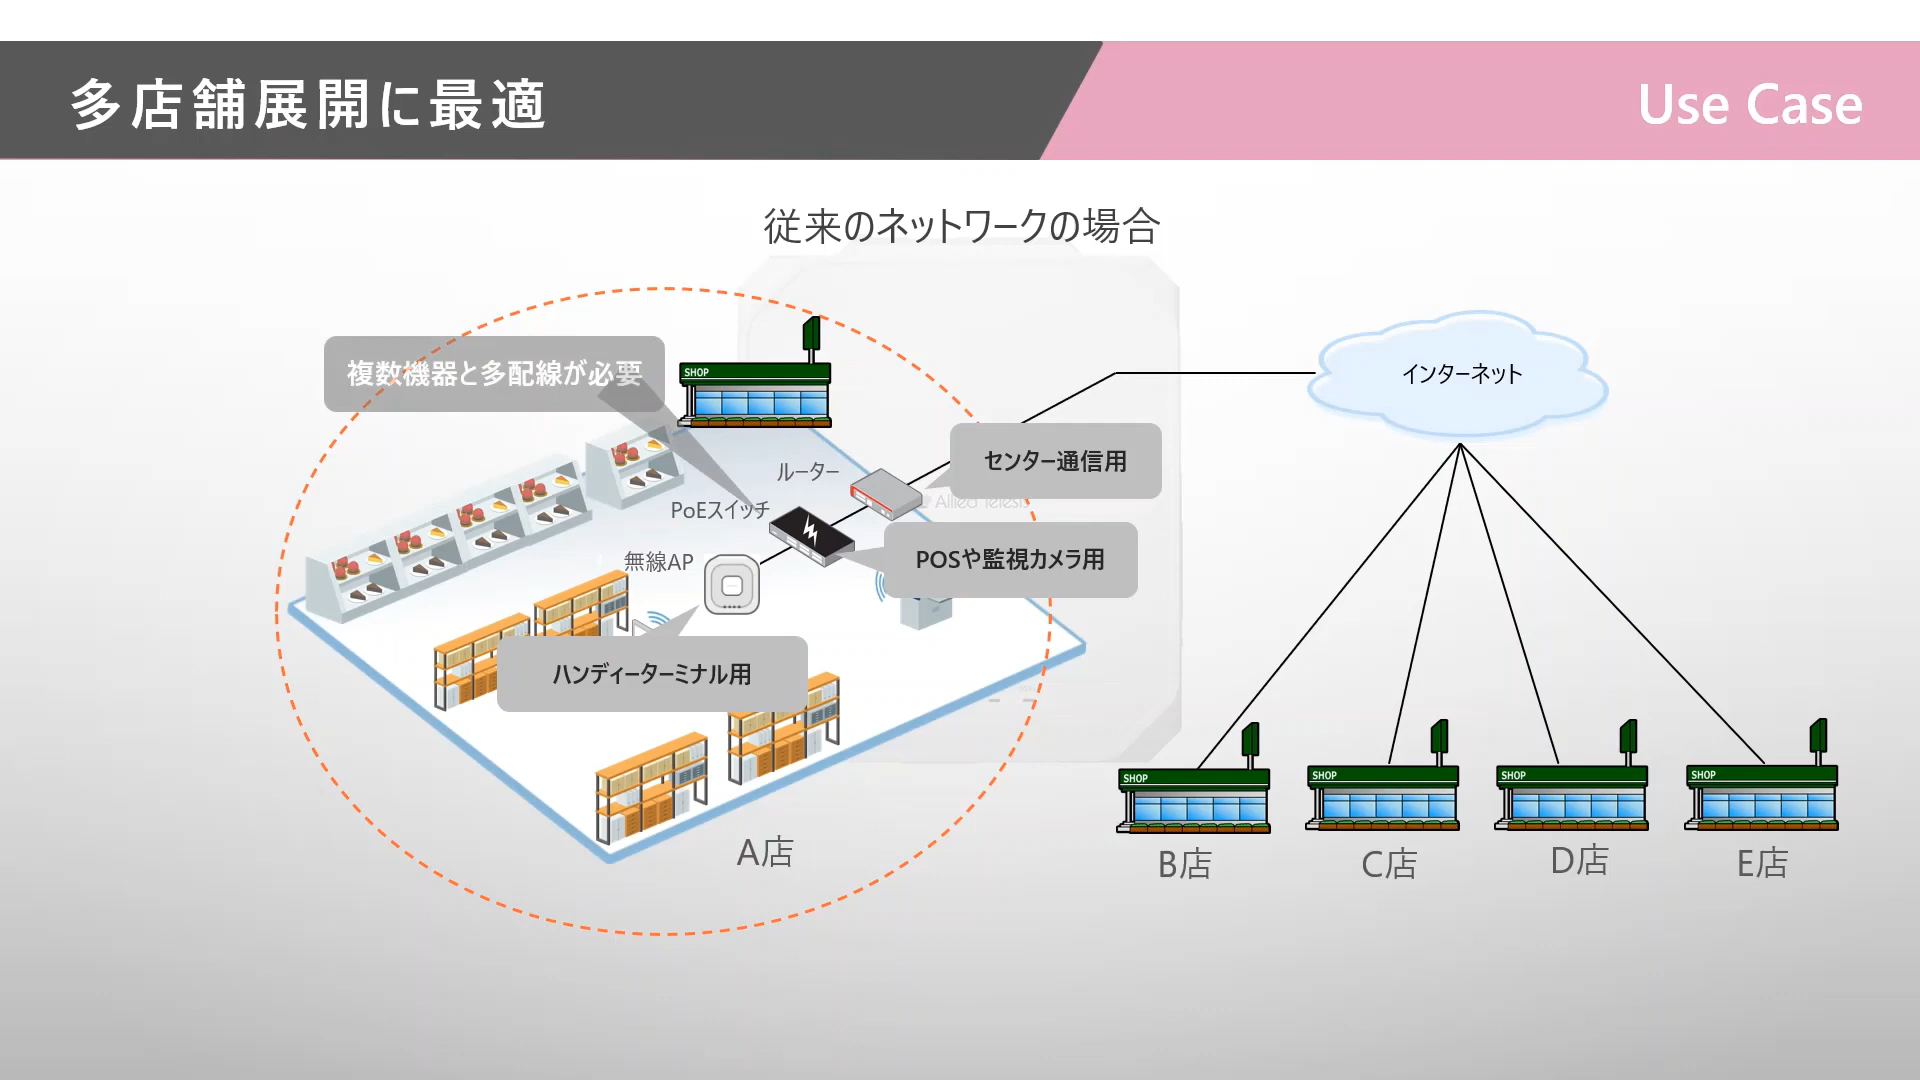 多店舗展開に最適
Use Case
従来のネットワークの場合
複数機器と多配線が必要
SHOP
インターネット
センター通信用
ルーター
Allied Telesis
PoEスイッチ
POSや監視カメラ用
無線AP
ハンディーターミナル用
A店
SHOP
SHOP
SHOP
SHOP
B店
C店
D店
E店